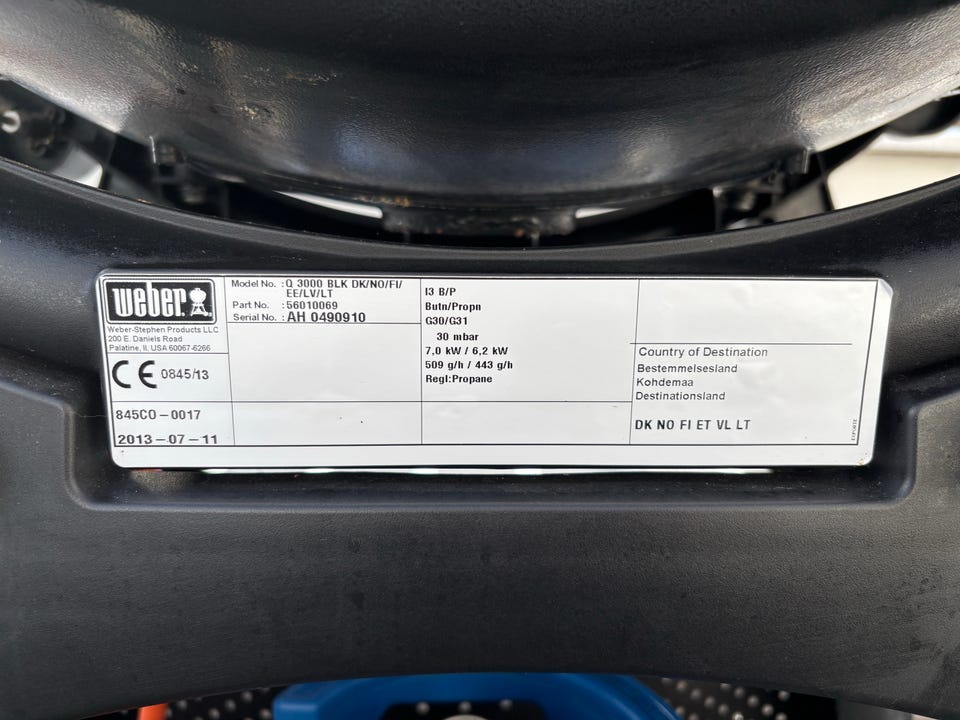 weber
Weber-Stephen Products LLC
200 E. Daniels Road
Palatine, IL USA 60067-6266
CE 0845/13
845CO-0017
2013-07-11
Model No. : Q 3000 BLK DK/NO/FI/
EE/LV/LT
Part No. : 56010069
Serial No. : AH 0490910
I3 B/P
Butn/Propn
G30/G31
30 mbar
7,0 kW / 6,2 kW
509 g/h / 443 g/h
Regl:Propane
Country of Destination
Bestemmelsesland
Kohdemaa
Destinationsland
DK NO FI ET VL LT